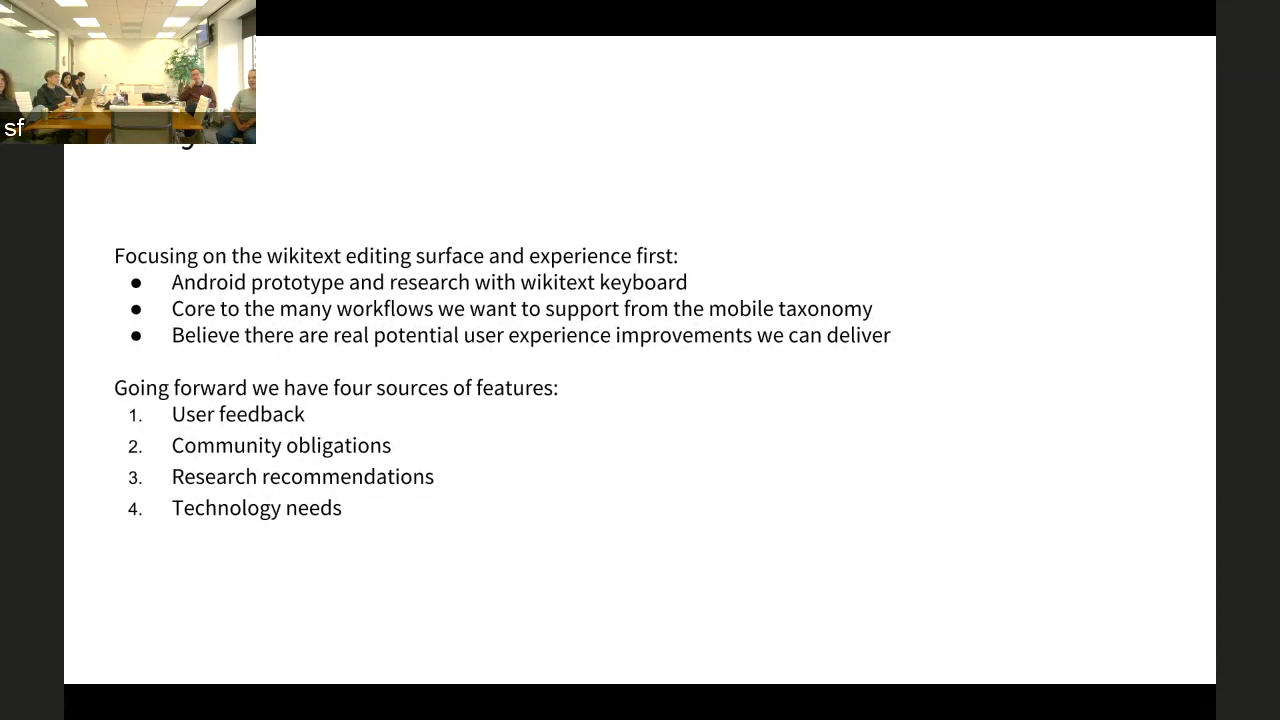 sf
Focusing on the wikitext editing surface and experience first:
● Android prototype and research with wikitext keyboard
● Core to the many workflows we want to support from the mobile taxonomy
● Believe there are real potential user experience improvements we can deliver
Going forward we have four sources of features:
1. User feedback
2. Community obligations
3. Research recommendations
4. Technology needs